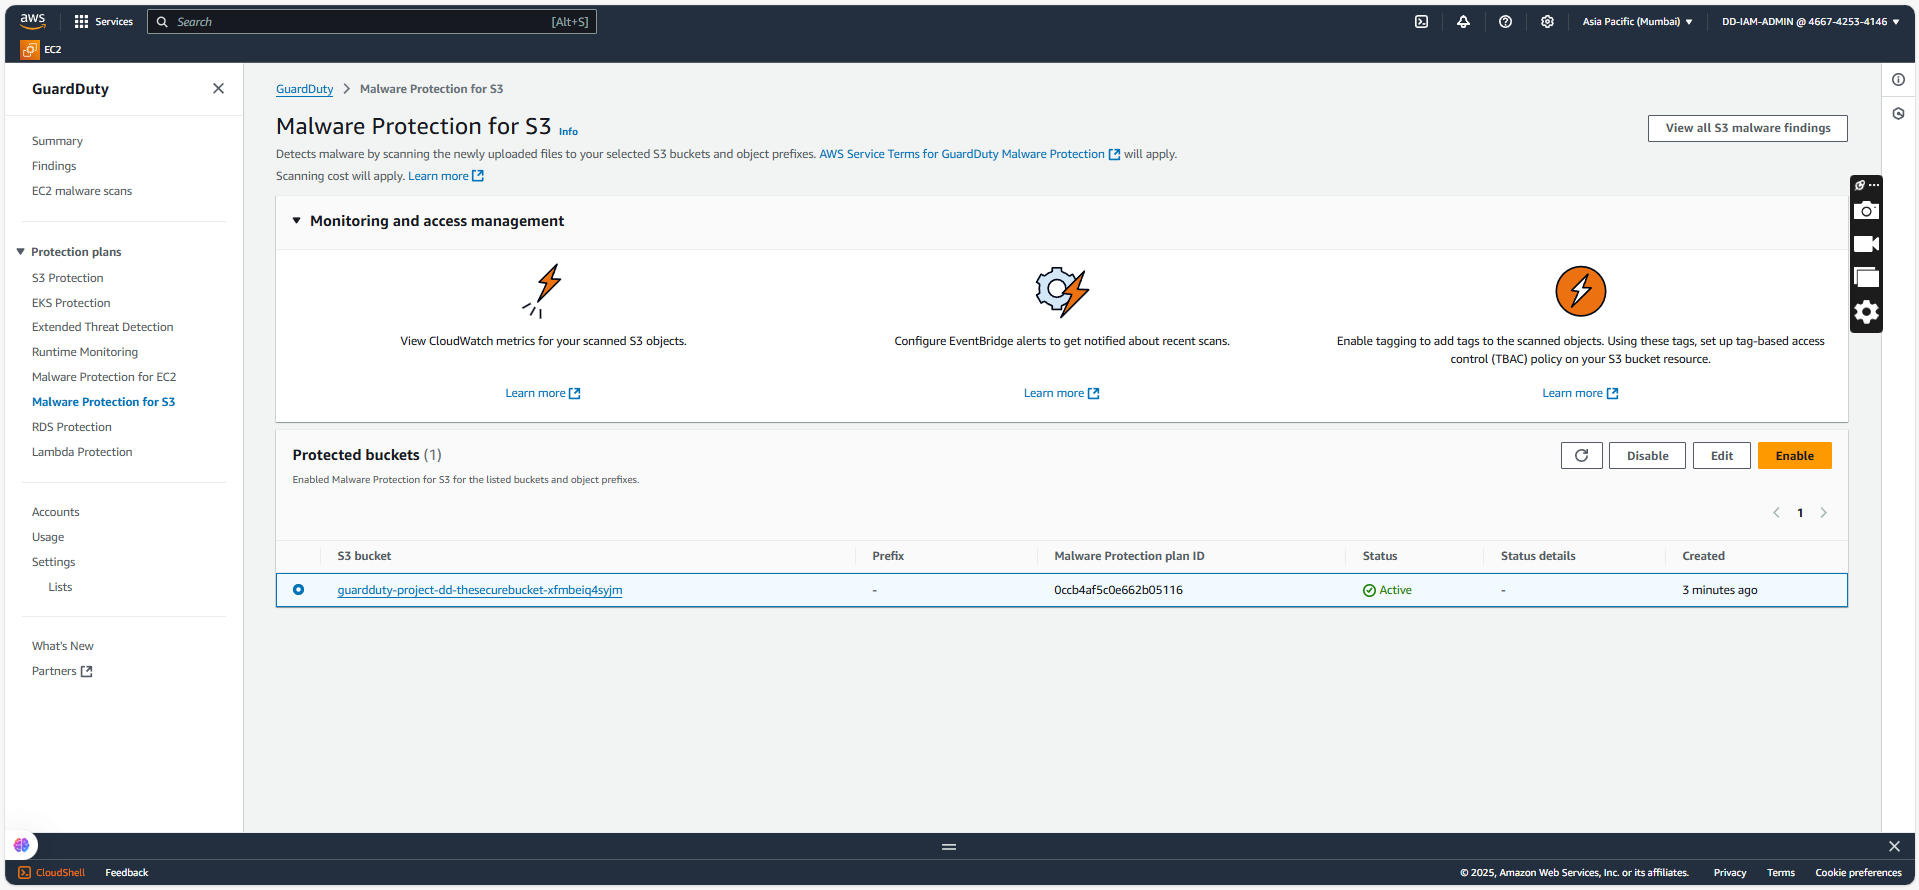 aws
Services
Search [Alt+S]
Asia Pacific (Mumbai)
DD-IAM-ADMIN @ 4667-4253-4146
EC2
GuardDuty
Summary
Findings
EC2 malware scans
Protection plans
S3 Protection
EKS Protection
Extended Threat Detection
Runtime Monitoring
Malware Protection for EC2
Malware Protection for S3
RDS Protection
Lambda Protection
Accounts
Usage
Settings
Lists
What's New
Partners
GuardDuty > Malware Protection for S3
Malware Protection for S3 Info
View all S3 malware findings
Detects malware by scanning the newly uploaded files to your selected S3 buckets and object prefixes. AWS Service Terms for GuardDuty Malware Protection will apply.
Scanning cost will apply. Learn more
Monitoring and access management
View CloudWatch metrics for your scanned S3 objects.
Learn more
Configure EventBridge alerts to get notified about recent scans.
Learn more
Enable tagging to add tags to the scanned objects. Using these tags, set up tag-based access
control (TBAC) policy on your S3 bucket resource.
Learn more
Protected buckets (1)
Enabled Malware Protection for S3 for the listed buckets and object prefixes.
Disable
Edit
Enable
1
S3 bucket Prefix Malware Protection plan ID Status Status details Created
guardduty-project-dd-thesecurebucket-xfmbeiq4syjm - 0ccb4af5c0e662b05116 Active - 3 minutes ago
CloudShell
Feedback
© 2025, Amazon Web Services, Inc. or its affiliates.
Privacy
Terms
Cookie preferences